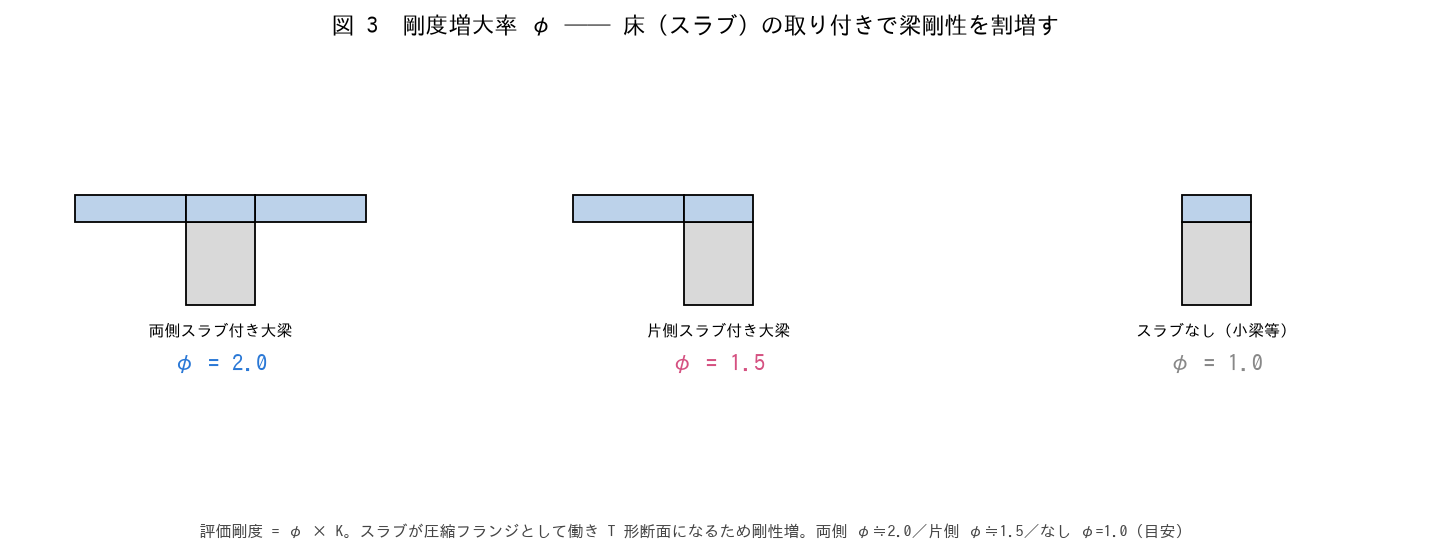 図 3　剛度増大率 φ ―― 床（スラブ）の取り付きで梁剛性を割増す
両側スラブ付き大梁
φ = 2.0
片側スラブ付き大梁
φ = 1.5
スラブなし（小梁等）
φ = 1.0
評価剛度 = φ × K。スラブが圧縮フランジとして働き T 形断面になるため剛性増。両側 φ≒2.0／片側 φ≒1.5／なし φ=1.0（目安）